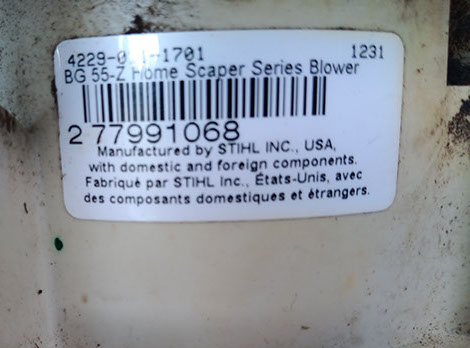 1231
BG 55-Z Home Scaper Series Blower
2 77991068
Manufactured by STIHL INC., USA,
with domestic and foreign components.
Fabriqué par STIHL Inc., États-Unis, avec
des composants domestiques et étrangers.